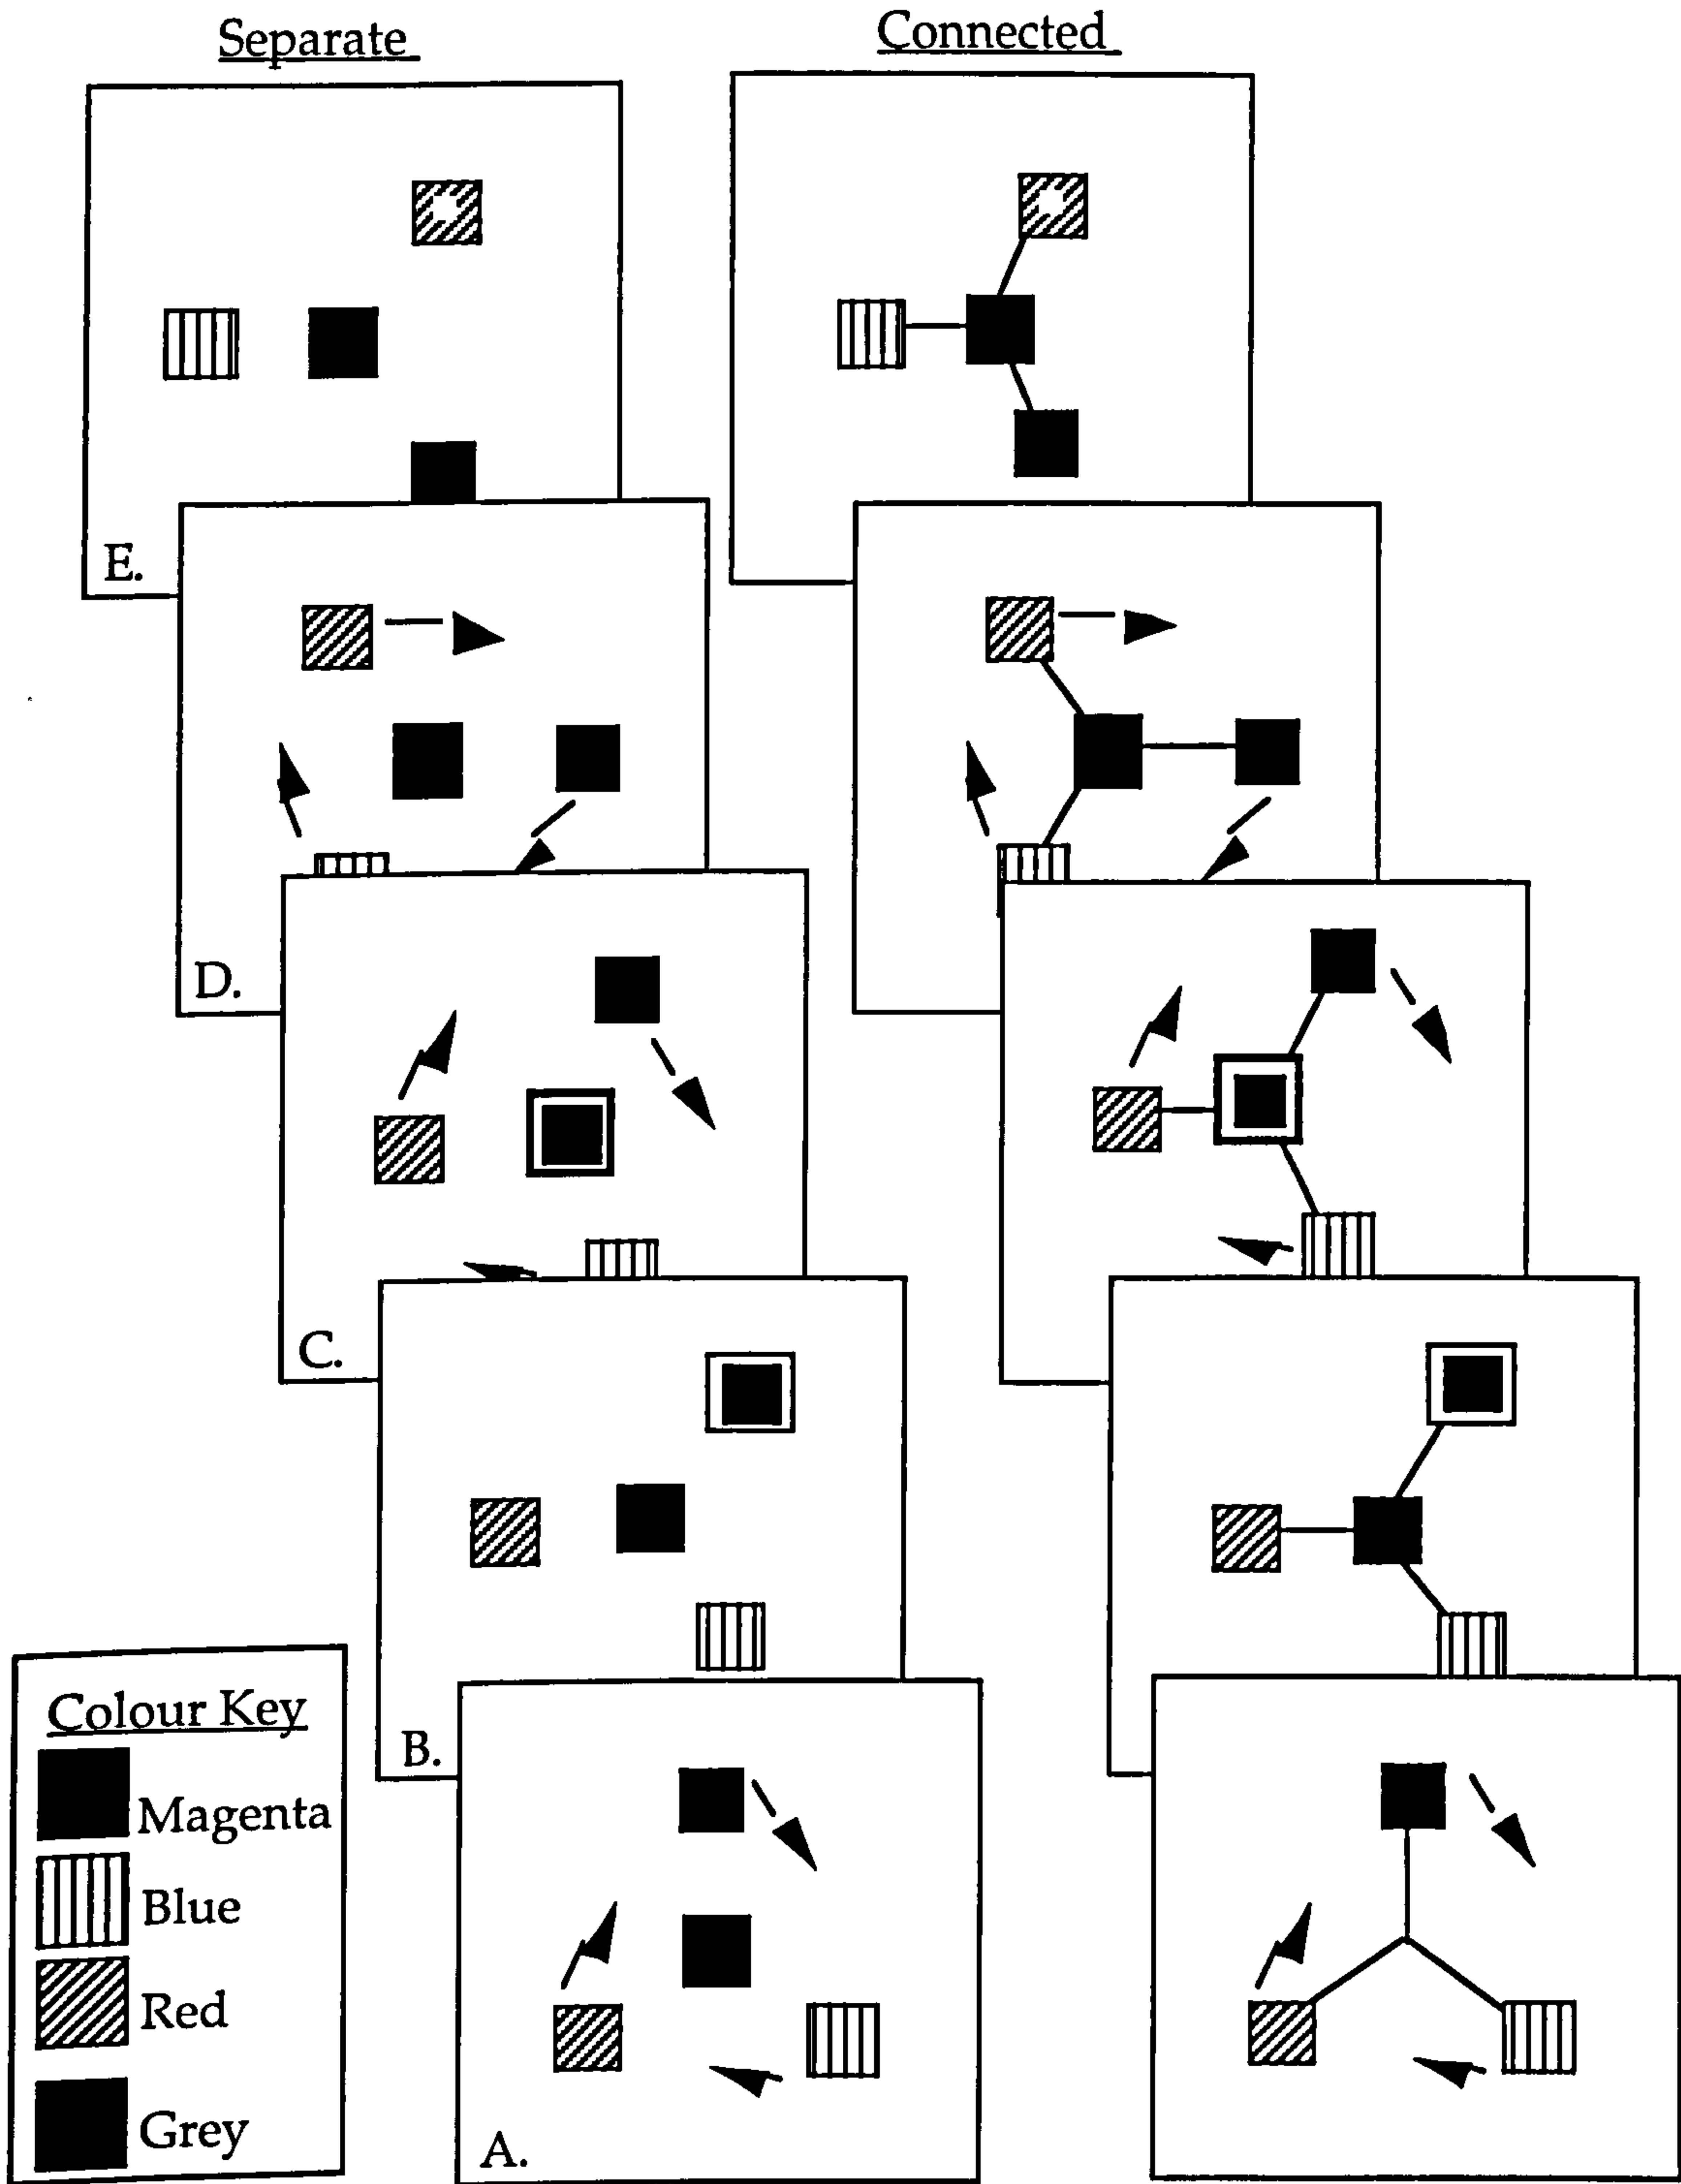 Separate
Connected
E.
D.
C.
B.
A.
Colour Key
Magenta
Blue
Red
Grey